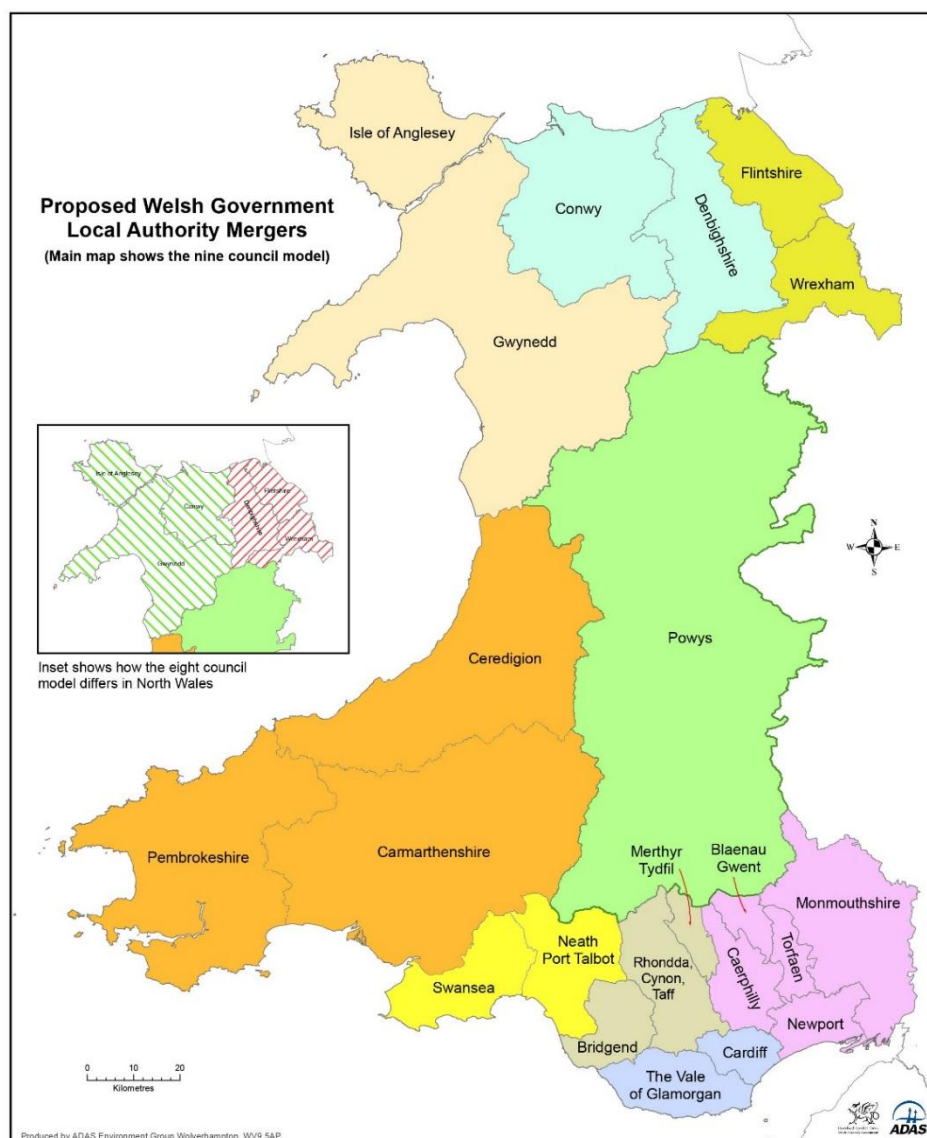 Proposed Welsh Government
Local Authority Mergers
(Main map shows the nine council model)
Isle of Anglesey
Conwy
Denbighshire
Flintshire
Wrexham
Gwynedd
Isle of Anglesey
Conwy
Denbighshire
Flintshire
Wrexham
Gwynedd
Inset shows how the eight council
model differs in North Wales
N
W
E
S
Ceredigion
Powys
Pembrokeshire
Carmarthenshire
Merthyr
Tydfil
Blaenau
Gwent
Monmouthshire
Swansea
Neath
Port Talbot
Rhondda,
Cynon,
Taff
Caerphilly
Torfaen
Newport
Bridgend
Cardiff
The Vale
of Glamorgan
0 10 20
Kilometres
ADAS
Produced by ADAS Environment Group Wolverhampton, WV9 5AP